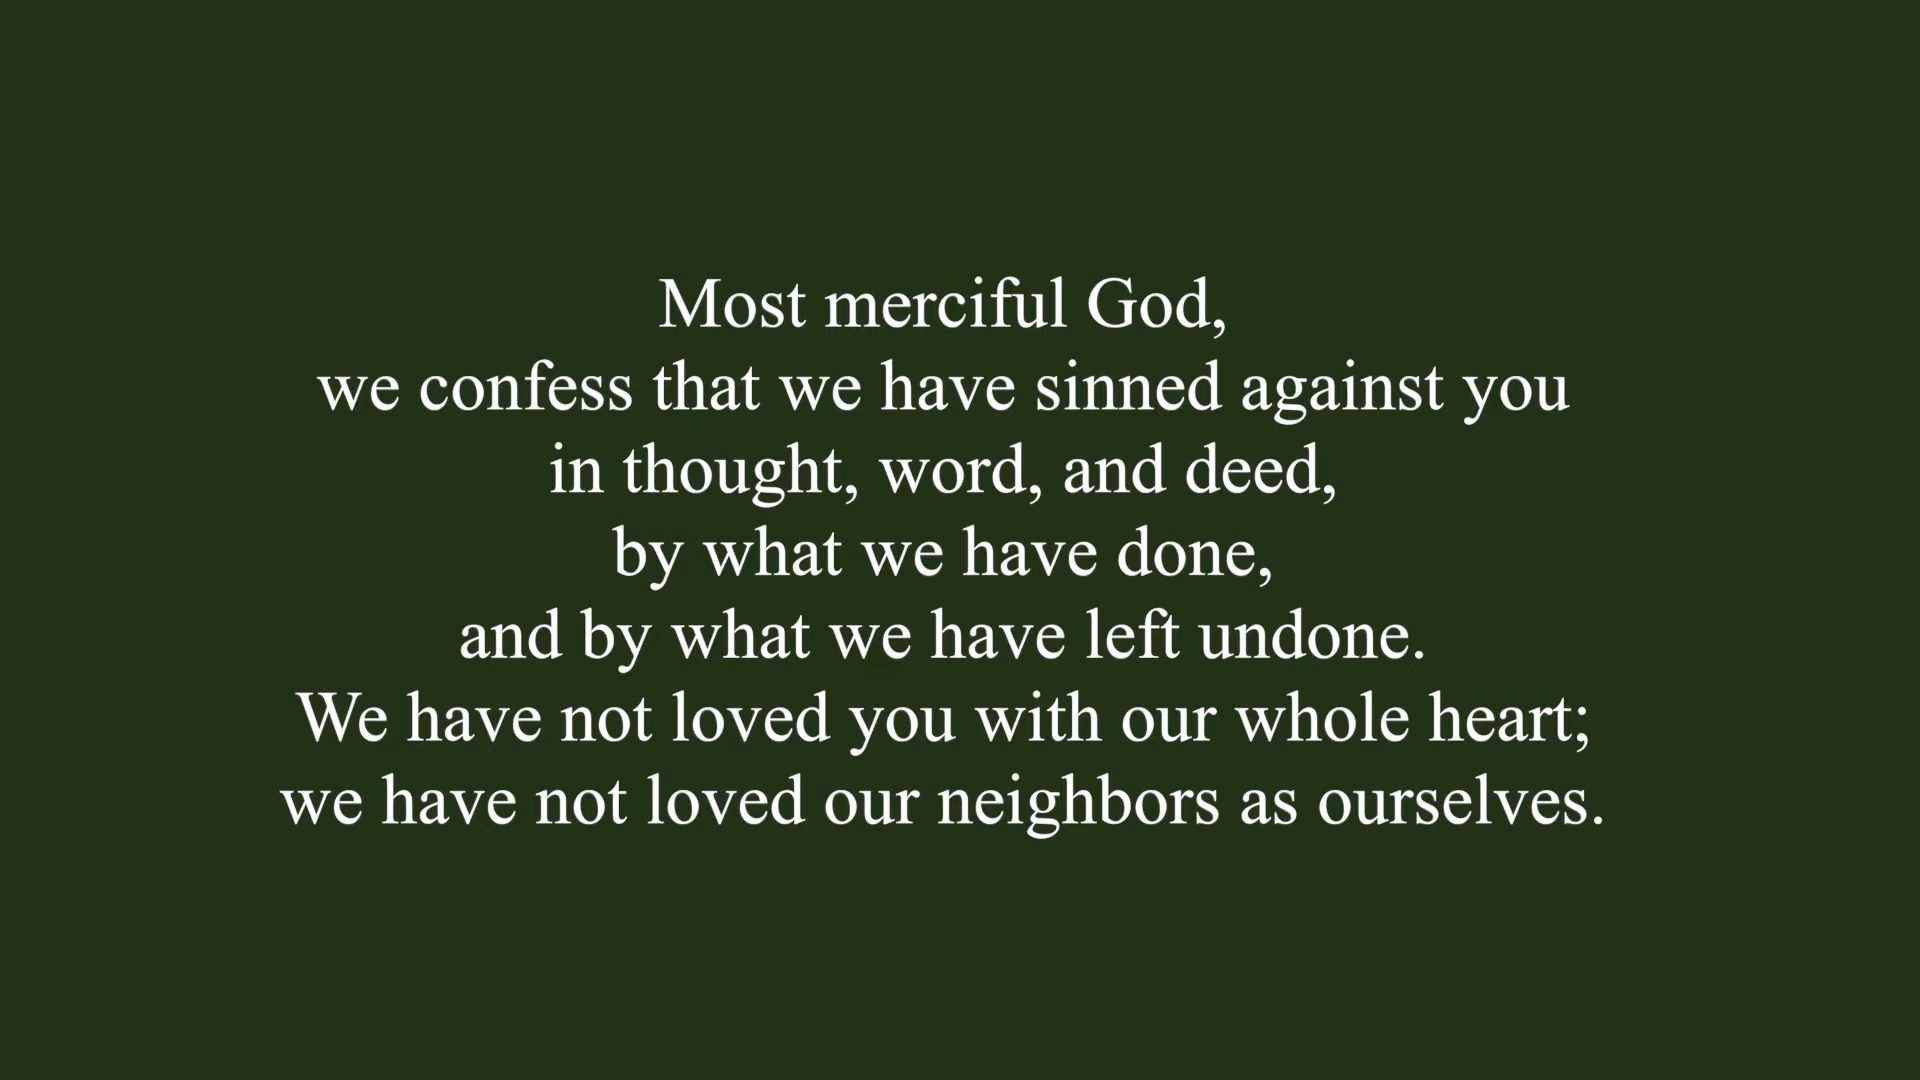 Most merciful God,
we confess that we have sinned against you
in thought, word, and deed,
by what we have done,
and by what we have left undone.
We have not loved you with our whole heart;
we have not loved our neighbors as ourselves.